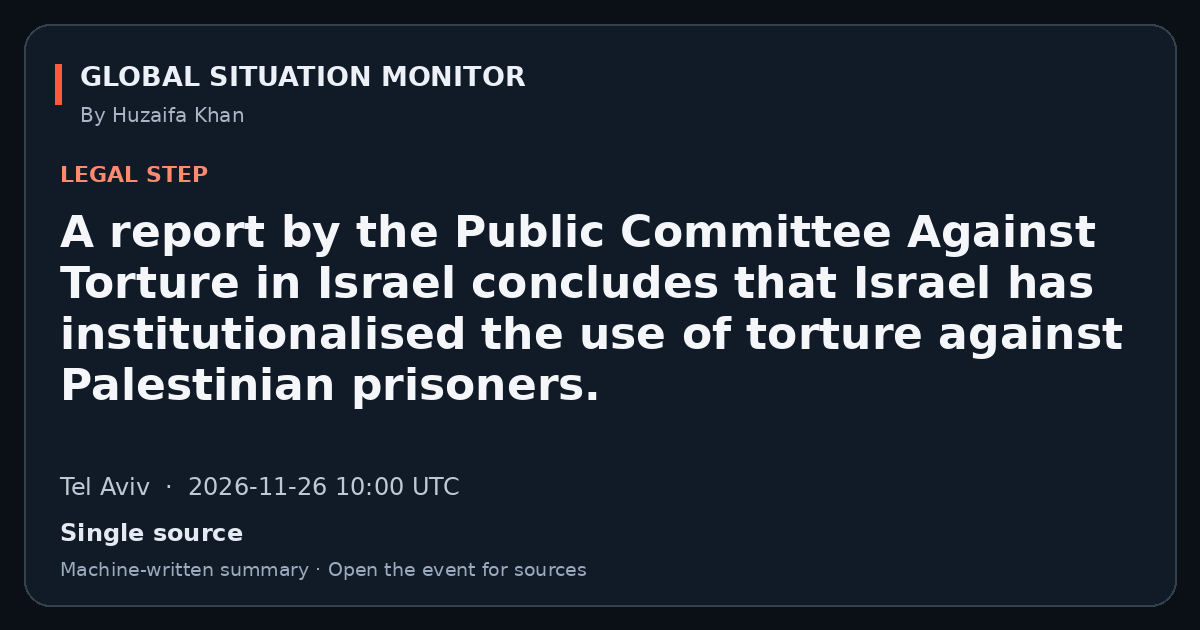 GLOBAL SITUATION MONITOR
By Huzaifa Khan
LEGAL STEP
A report by the Public Committee Against
Torture in Israel concludes that Israel has
institutionalised the use of torture against
Palestinian prisoners.
Tel Aviv · 2026-11-26 10:00 UTC
Single source
Machine-written summary · Open the event for sources